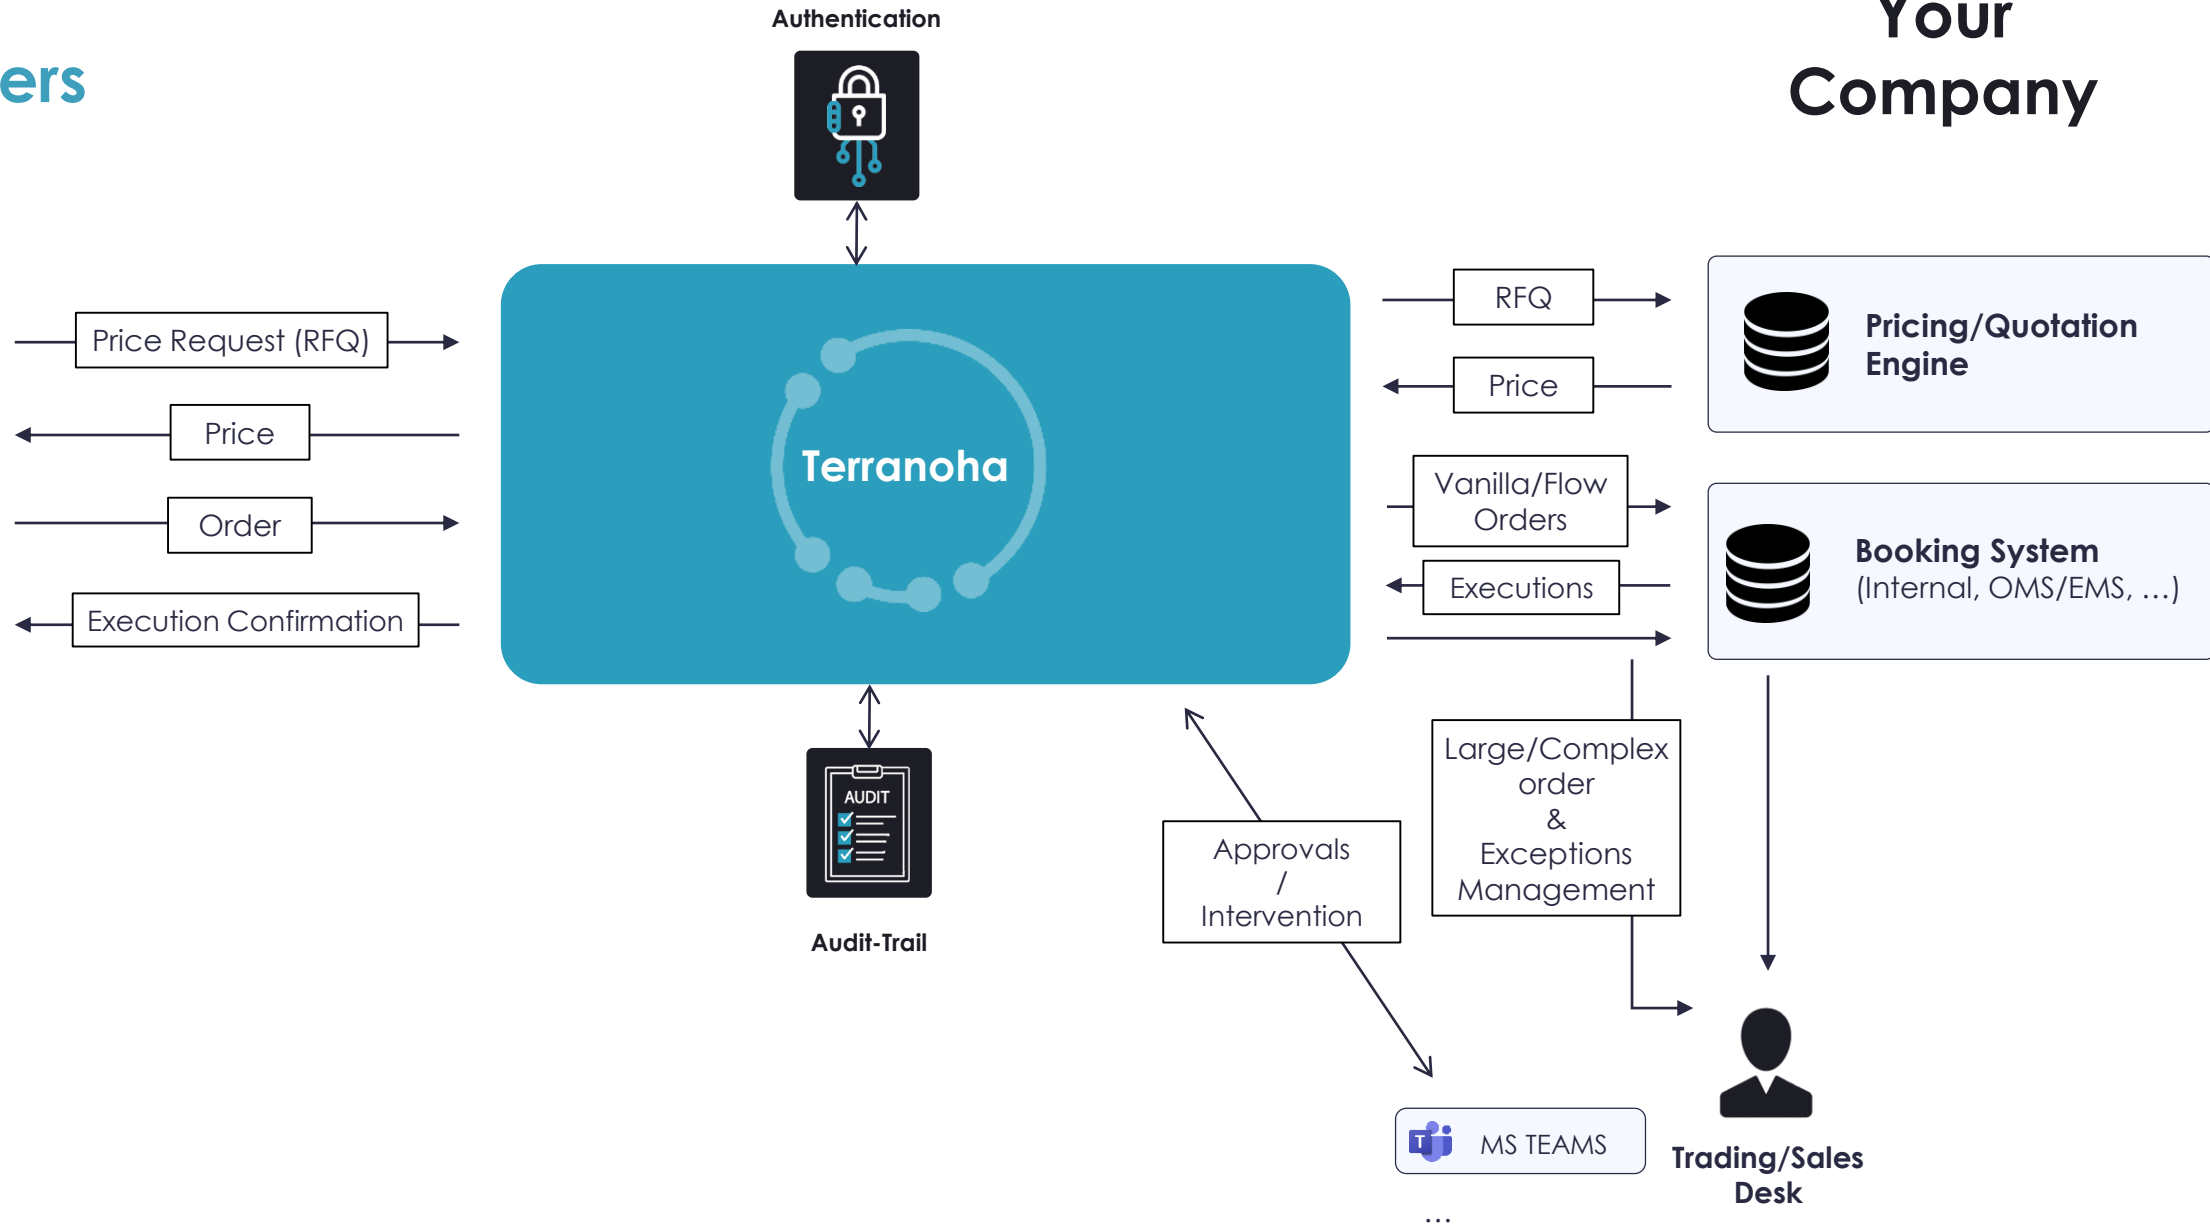 Authentication
Your
Company
ers
Price Request (RFQ)
Price
Order
Execution Confirmation
Terranoha
RFQ
Price
Vanilla/Flow
Orders
Executions
Pricing/Quotation
Engine
Booking System
(Internal, OMS/EMS, ...)
AUDIT
Audit-Trail
Approvals
/
Intervention
Large/Complex
order
&
Exceptions
Management
T
MS TEAMS
...
Trading/Sales
Desk